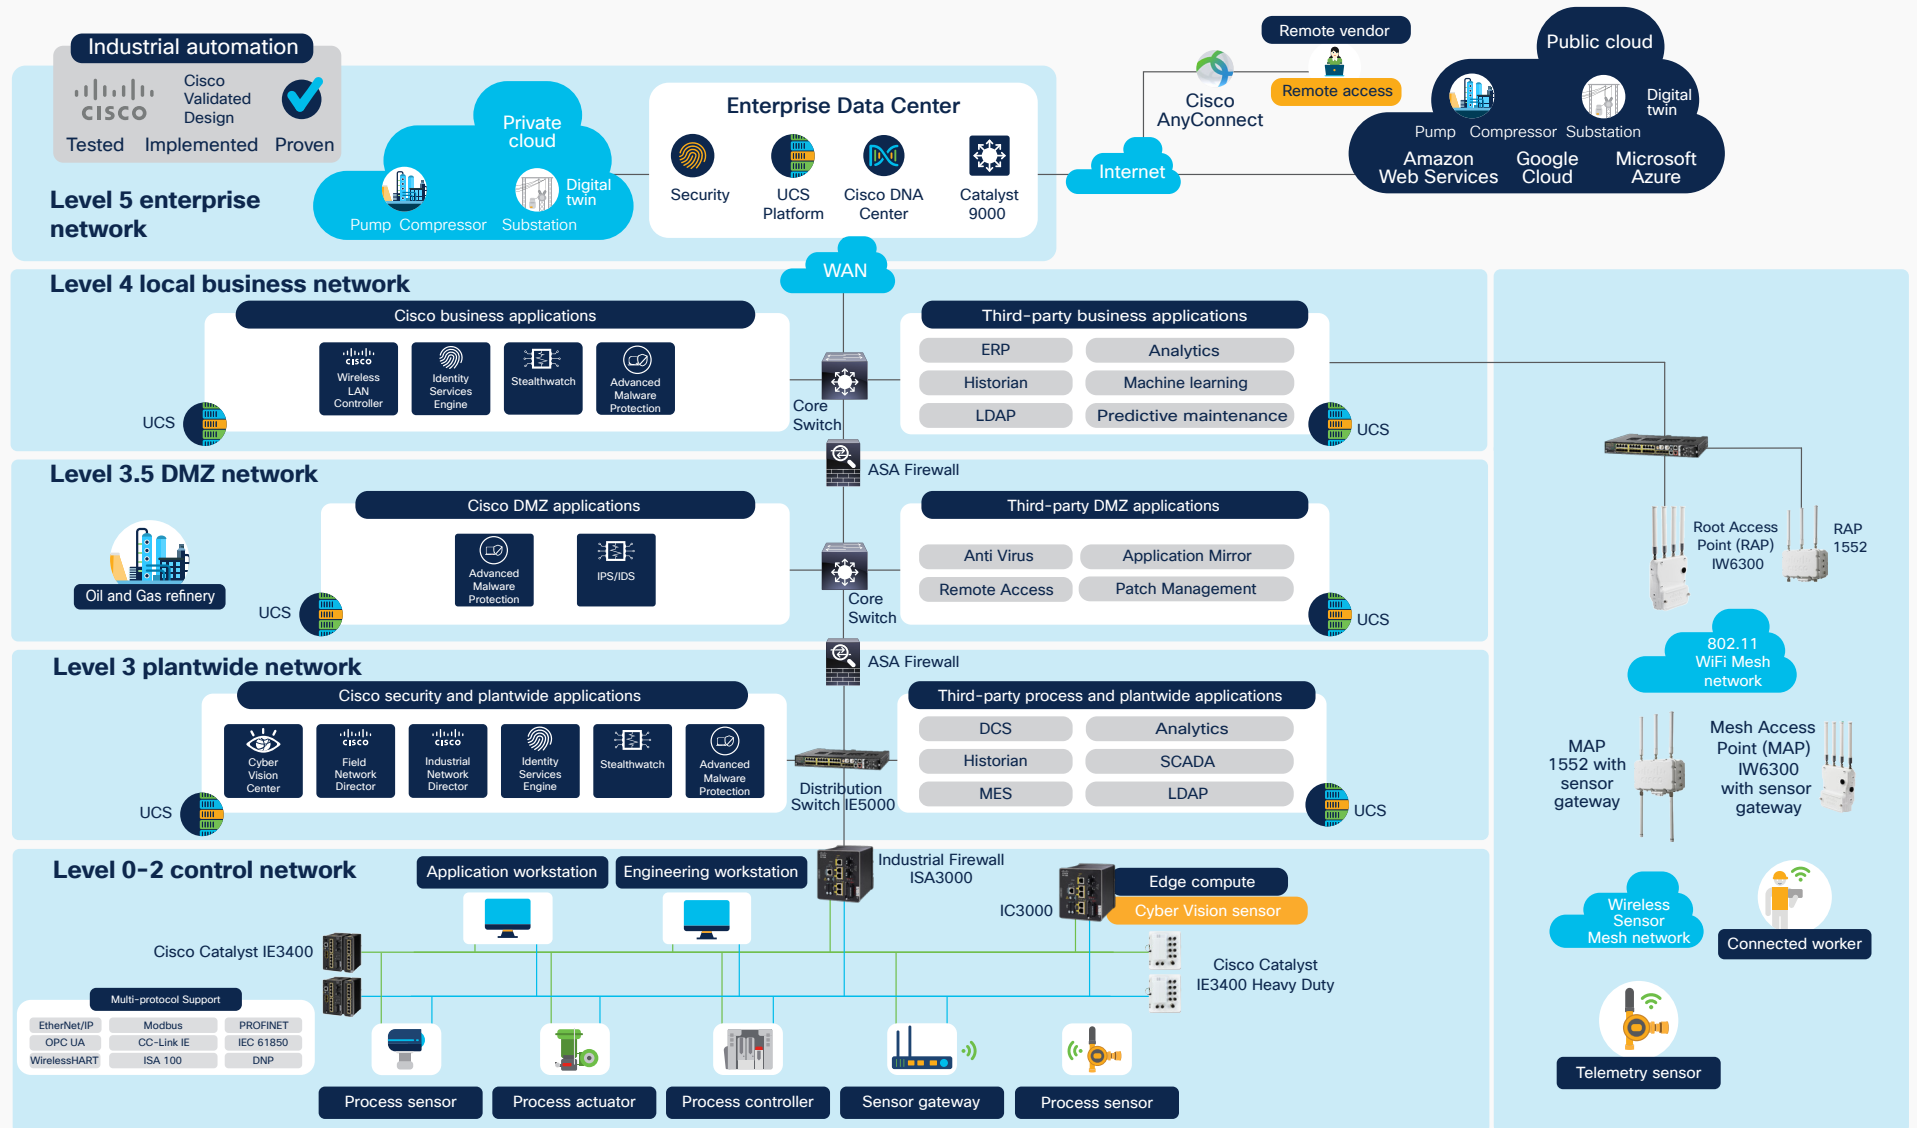 Industrial automation
CISCO
Cisco
Validated
Design
Tested
Implemented
Proven
Level 5 enterprise
network
Private
cloud
Digital
twin
Pump
Compressor
Substation
Enterprise Data Center
Security
UCS
Platform
Cisco DNA
Center
Catalyst
9000
Internet
Cisco
AnyConnect
Remote vendor
Remote access
Public cloud
Digital
twin
Pump
Compressor
Substation
Amazon
Web Services
Google
Cloud
Microsoft
Azure
WAN
Level 4 local business network
Cisco business applications
CISCO
Wireless
LAN
Controller
Identity
Services
Engine
Stealthwatch
Advanced
Malware
Protection
UCS
Core
Switch
Third-party business applications
ERP
Analytics
Historian
Machine learning
LDAP
Predictive maintenance
UCS
ASA Firewall
Level 3.5 DMZ network
Oil and Gas refinery
Cisco DMZ applications
Advanced
Malware
Protection
IPS/IDS
UCS
Core
Switch
Third-party DMZ applications
Anti Virus
Application Mirror
Remote Access
Patch Management
UCS
ASA Firewall
Level 3 plantwide network
Cisco security and plantwide applications
Cyber
Vision
Center
CISCO
Field
Network
Director
CISCO
Industrial
Network
Director
Identity
Services
Engine
Stealthwatch
Advanced
Malware
Protection
UCS
Distribution
Switch IE5000
Third-party process and plantwide applications
DCS
Analytics
Historian
SCADA
MES
LDAP
UCS
Level 0-2 control network
Application workstation
Engineering workstation
Industrial Firewall
ISA3000
IC3000
Edge compute
Cyber Vision sensor
Cisco Catalyst IE3400
Cisco Catalyst
IE3400 Heavy Duty
Multi-protocol Support
EtherNet/IP
Modbus
PROFINET
OPC UA
CC-Link IE
IEC 61850
WirelessHART
ISA 100
DNP
Process sensor
Process actuator
Process controller
Sensor gateway
Process sensor
Root Access
Point (RAP)
IW6300
RAP
1552
802.11
WiFi Mesh
network
MAP
1552 with
sensor
gateway
Mesh Access
Point (MAP)
IW6300
with sensor
gateway
Wireless
Sensor
Mesh network
Connected worker
Telemetry sensor